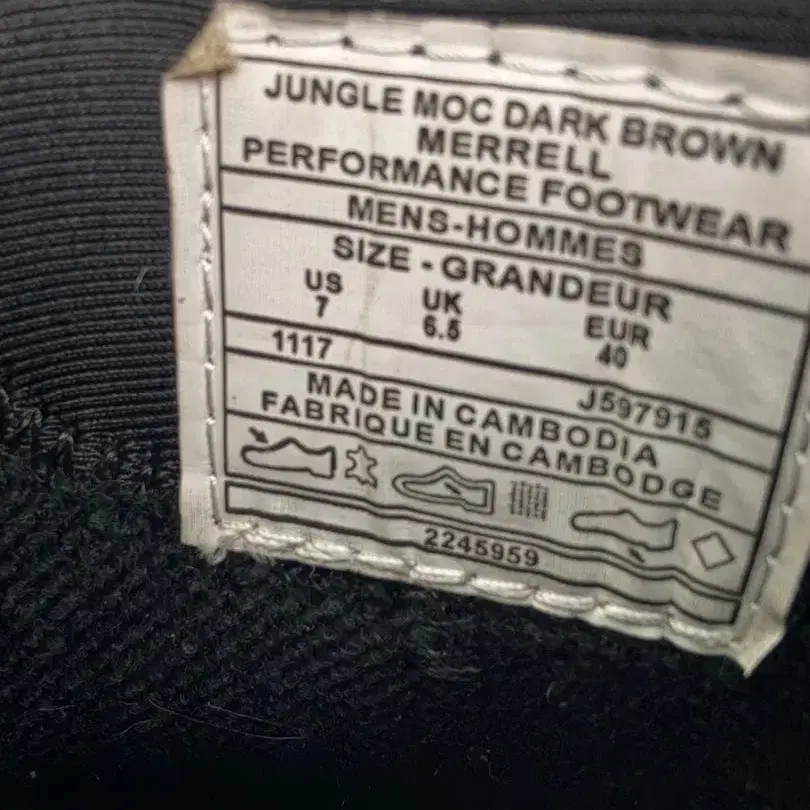 JUNGLE MOC DARK BROWN
MERRELL
PERFORMANCE FOOTWEAR
MENS-HOMMES
SIZE - GRANDEUR
US UK EUR
7 6.5 40
1117 J597915
MADE IN CAMBODIA
FABRIQUE EN CAMBODGE
2245959